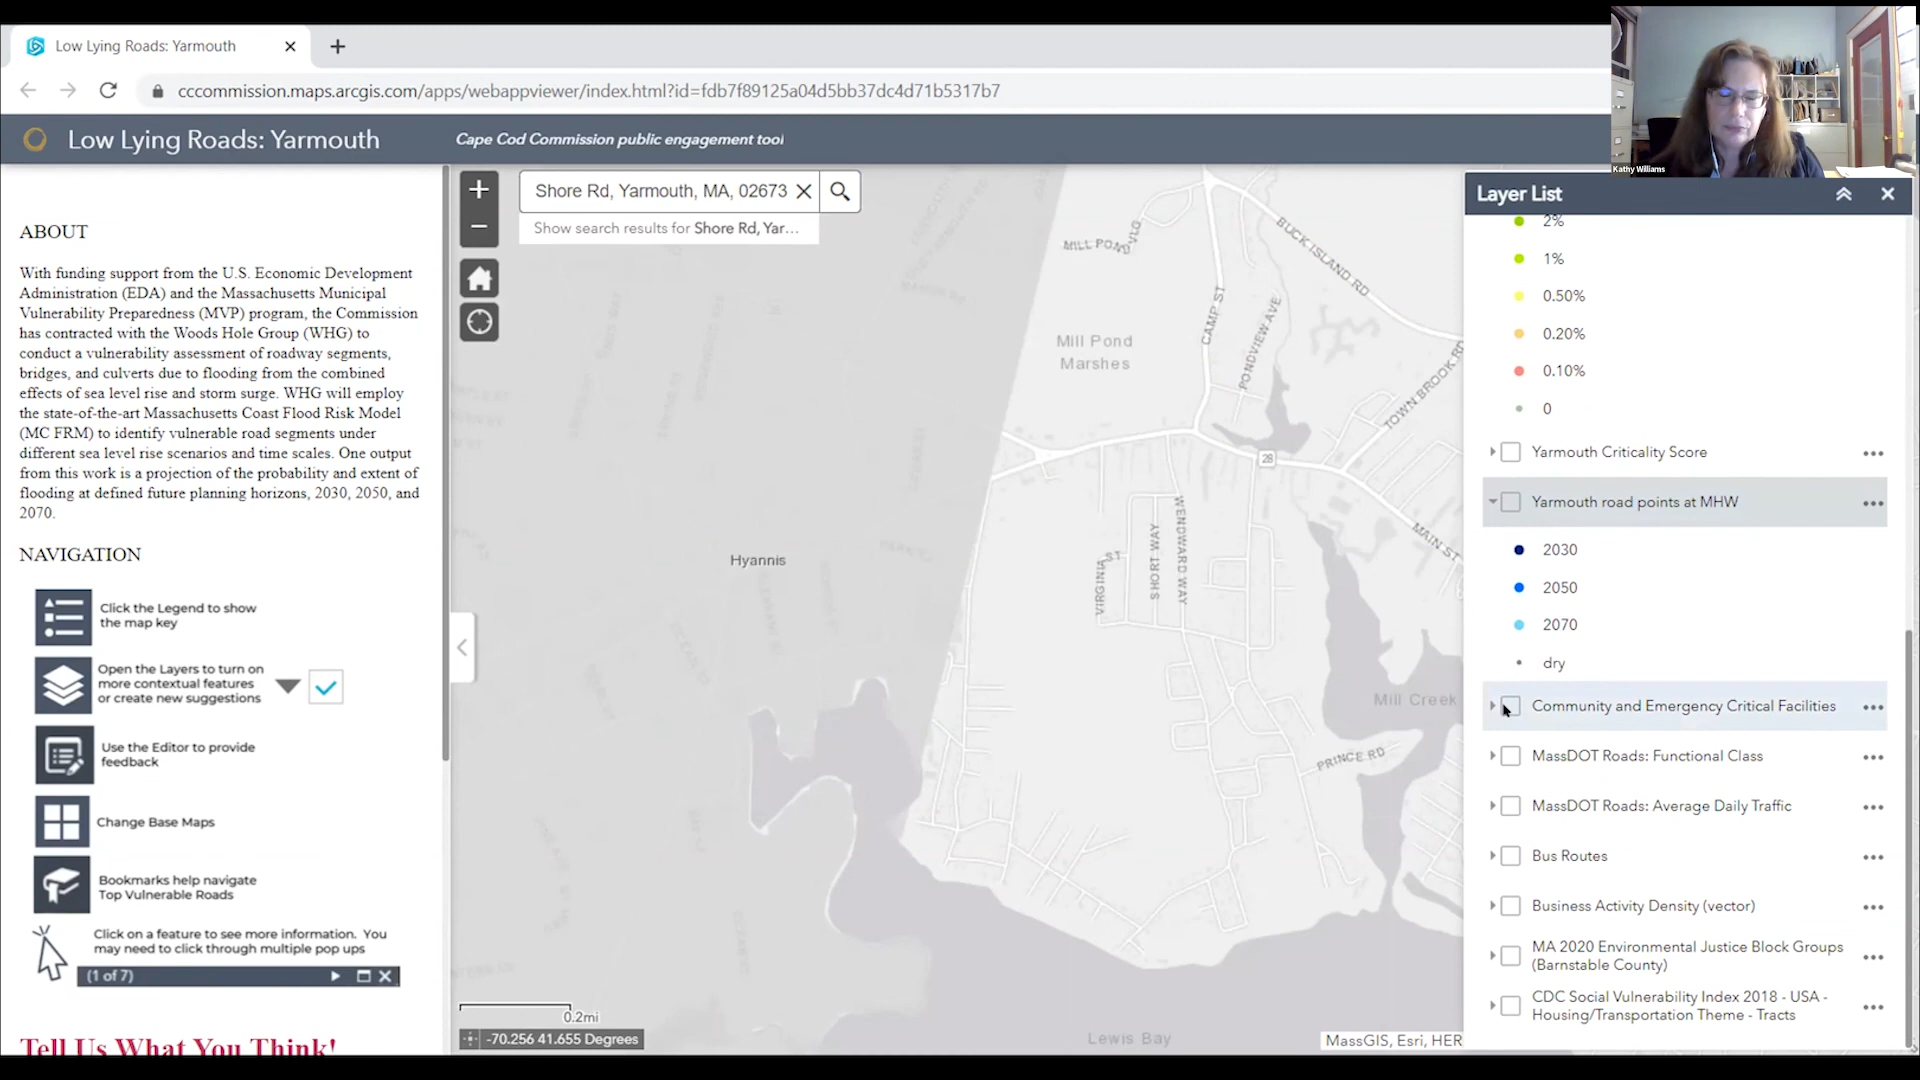 Low Lying Roads: Yarmouth
cccommission.maps.arcgis.com/apps/webappviewer/index.html?id=fdb7f89125a04d5bb37dc4d71b5317b7
Low Lying Roads: Yarmouth
Cape Cod Commission public engagement tool
Kathy Williams
ABOUT
With funding support from the U.S. Economic Development
Administration (EDA) and the Massachusetts Municipal
Vulnerability Preparedness (MVP) program, the Commission
has contracted with the Woods Hole Group (WHG) to
conduct a vulnerability assessment of roadway segments,
bridges, and culverts due to flooding from the combined
effects of sea level rise and storm surge. WHG will employ
the state-of-the-art Massachusetts Coast Flood Risk Model
(MC FRM) to identify vulnerable road segments under
different sea level rise scenarios and time scales. One output
from this work is a projection of the probability and extent of
flooding at defined future planning horizons, 2030, 2050, and
2070.
NAVIGATION
Click the Legend to show
the map key
Open the Layers to turn on
more contextual features
or create new suggestions
Use the Editor to provide
feedback
Change Base Maps
Bookmarks help navigate
Top Vulnerable Roads
Click on a feature to see more information. You
may need to click through multiple pop ups
(1 of 7)
Tell Us What You Think!
Shore Rd, Yarmouth, MA, 02673
Show search results for Shore Rd, Yar...
MILL POND VLG
BUCK ISLAND RD
CAMP ST
PONDVIEW AVE
Mill Pond
Marshes
TOWN BROOK RD
28
MAIN ST
VIRGINIA ST
SHORT WAY
WENDWARD WAY
Hyannis
Mill Creek
PRINCE RD
Lewis Bay
0.2mi
-70.256 41.655 Degrees
MassGIS, Esri, HER
Layer List
2%
1%
0.50%
0.20%
0.10%
0
Yarmouth Criticality Score
Yarmouth road points at MHW
2030
2050
2070
dry
Community and Emergency Critical Facilities
MassDOT Roads: Functional Class
MassDOT Roads: Average Daily Traffic
Bus Routes
Business Activity Density (vector)
MA 2020 Environmental Justice Block Groups
(Barnstable County)
CDC Social Vulnerability Index 2018 - USA -
Housing/Transportation Theme - Tracts